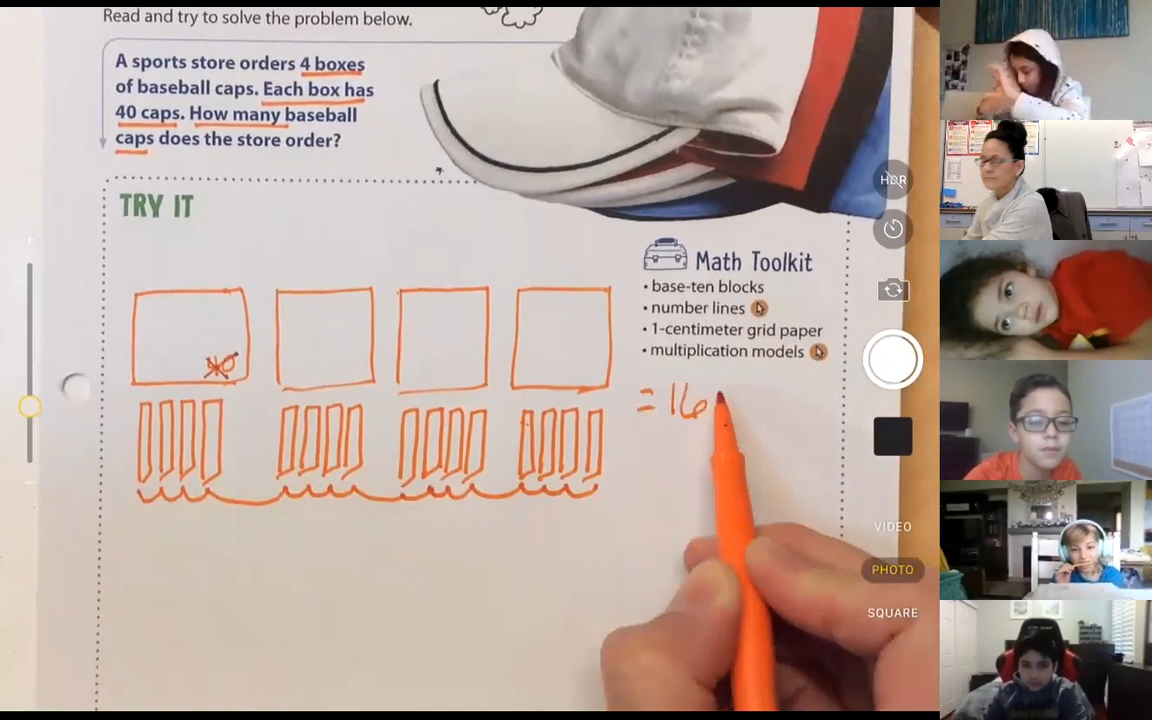 Read and try to solve the problem below.
A sports store orders 4 boxes
of baseball caps. Each box has
40 caps. How many baseball
caps does the store order?
TRY IT
HDR
Math Toolkit
• base-ten blocks
• number lines
• 1-centimeter grid paper
• multiplication models
= 16
VIDEO
PHOTO
SQUARE